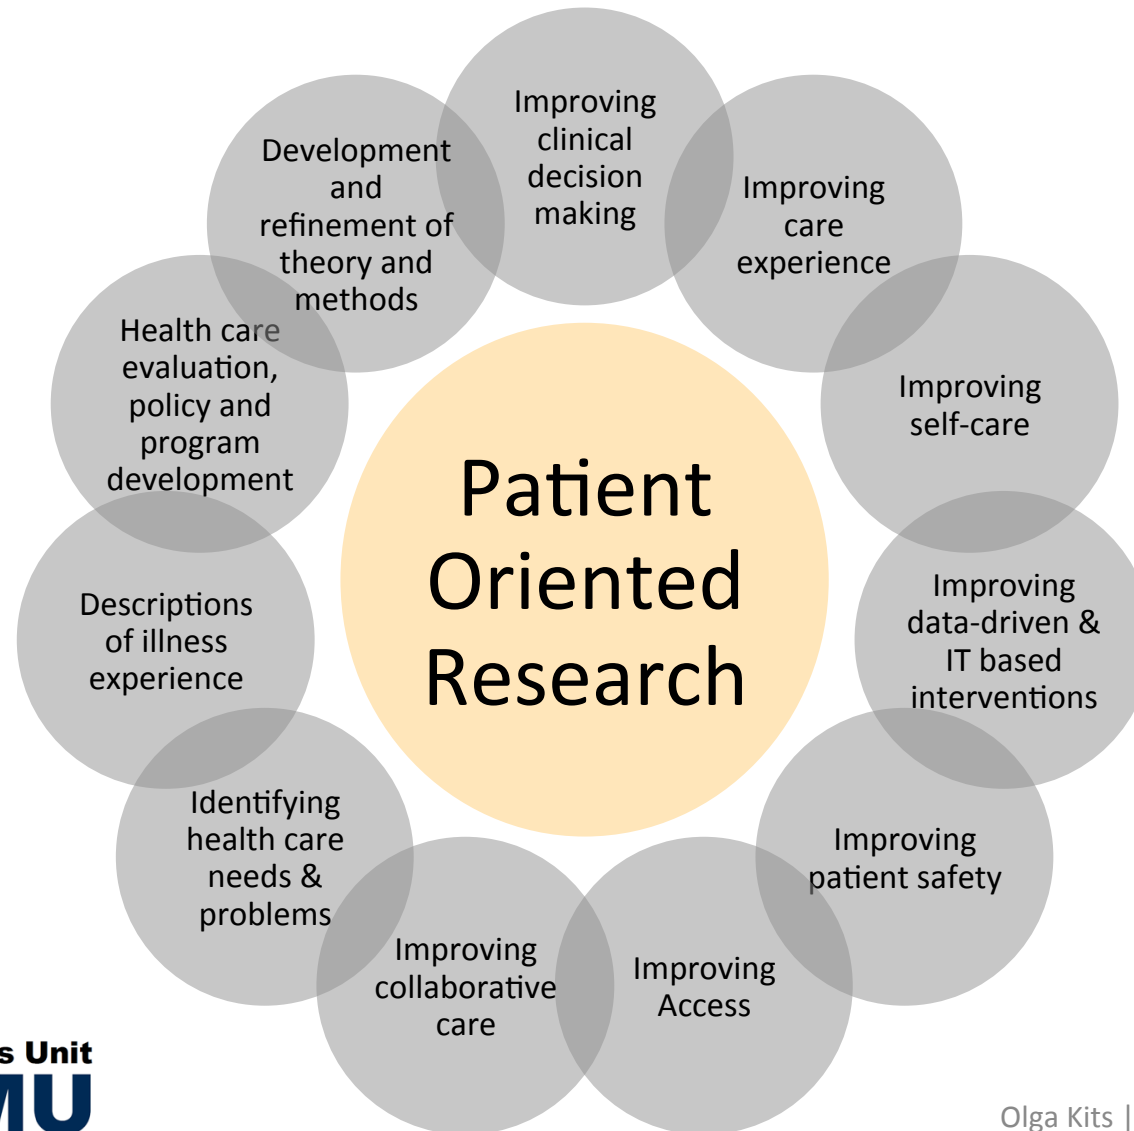 Improving
clinical
decision
making
Improving
care
experience
Improving
self-care
Improving
data-driven &
IT based
interventions
Improving
patient safety
Improving
Access
Improving
collaborative
care
Identifying
health care
needs &
problems
Descriptions
of illness
experience
Health care
evaluation,
policy and
program
development
Development
and
refinement of
theory and
methods
Patient
Oriented
Research
s Unit
MU
Olga Kits |